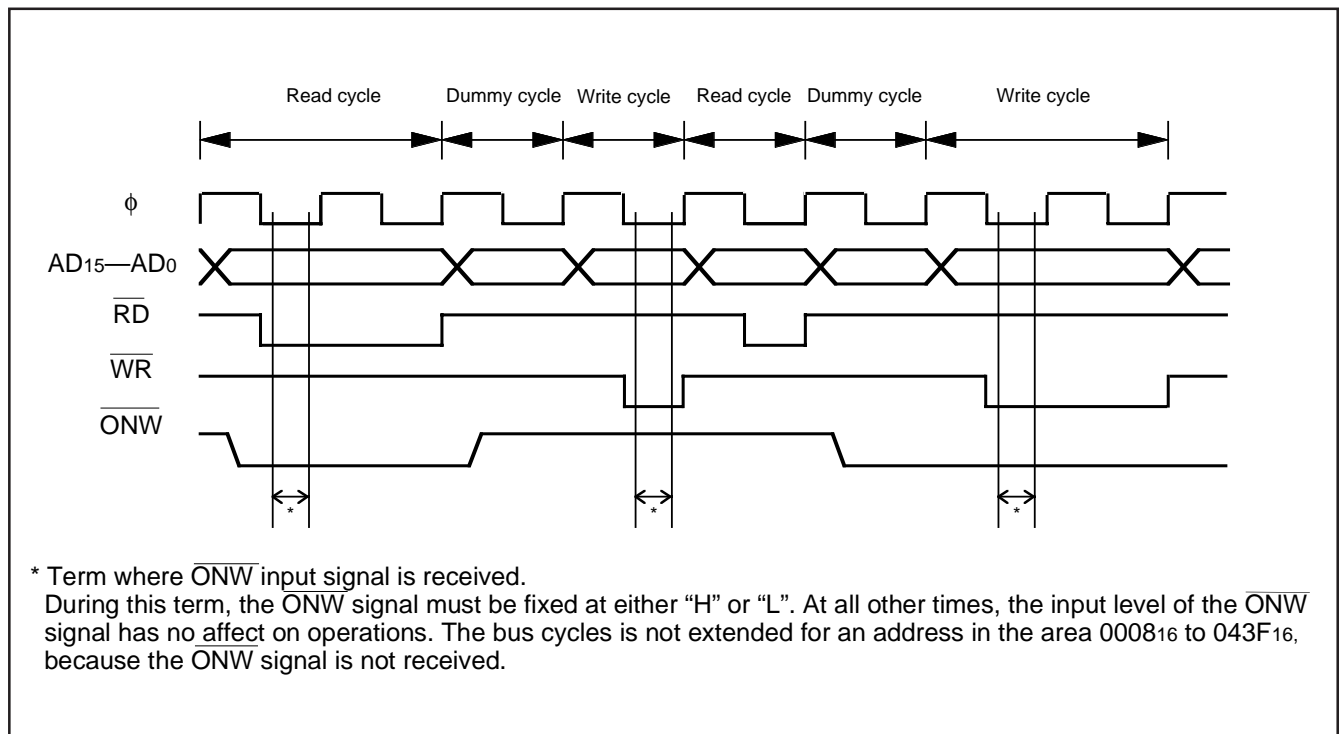 Read cycle Dummy cycle Write cycle Read cycle Dummy cycle Write cycle
ϕ
AD15—AD0
RD
WR
ONW
* * *
* Term where ONW input signal is received.
During this term, the ONW signal must be fixed at either “H” or “L”. At all other times, the input level of the ONW
signal has no affect on operations. The bus cycles is not extended for an address in the area 000816 to 043F16,
because the ONW signal is not received.